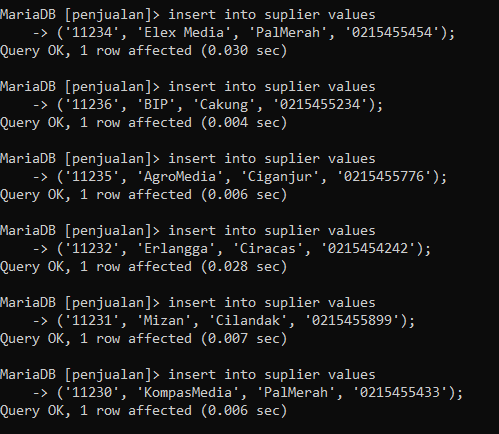 MariaDB [penjualan]> insert into suplier values
    -> ('11234', 'Elex Media', 'PalMerah', '0215455454');
Query OK, 1 row affected (0.030 sec)
MariaDB [penjualan]> insert into suplier values
    -> ('11236', 'BIP', 'Cakung', '0215455234');
Query OK, 1 row affected (0.004 sec)
MariaDB [penjualan]> insert into suplier values
    -> ('11235', 'AgroMedia', 'Ciganjur', '0215455776');
Query OK, 1 row affected (0.006 sec)
MariaDB [penjualan]> insert into suplier values
    -> ('11232', 'Erlangga', 'Ciracas', '0215454242');
Query OK, 1 row affected (0.028 sec)
MariaDB [penjualan]> insert into suplier values
    -> ('11231', 'Mizan', 'Cilandak', '0215455899');
Query OK, 1 row affected (0.007 sec)
MariaDB [penjualan]> insert into suplier values
    -> ('11230', 'KompasMedia', 'PalMerah', '0215455433');
Query OK, 1 row affected (0.006 sec)